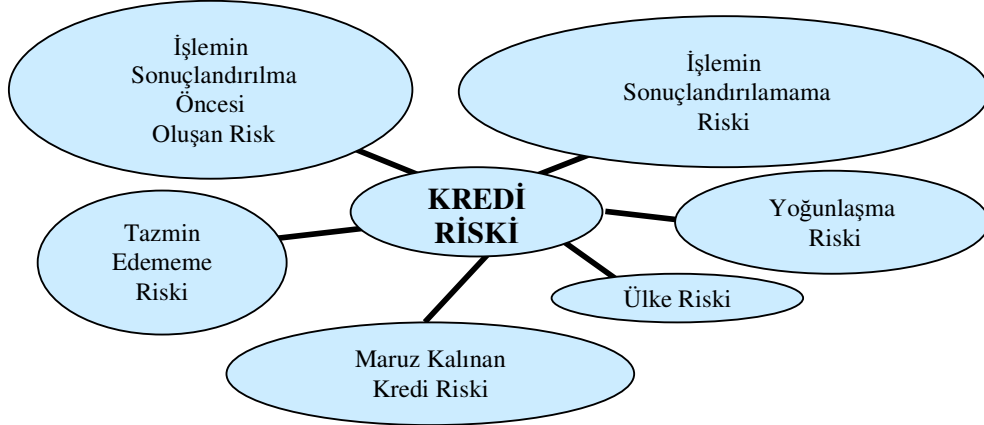 İşlemin
Sonuçlandırılma
Öncesi
Oluşan Risk
İşlemin
Sonuçlandırılamama
Riski
KREDİ
RİSKİ
Yoğunlaşma
Riski
Tazmin
Edememe
Riski
Ülke Riski
Maruz Kalınan
Kredi Riski